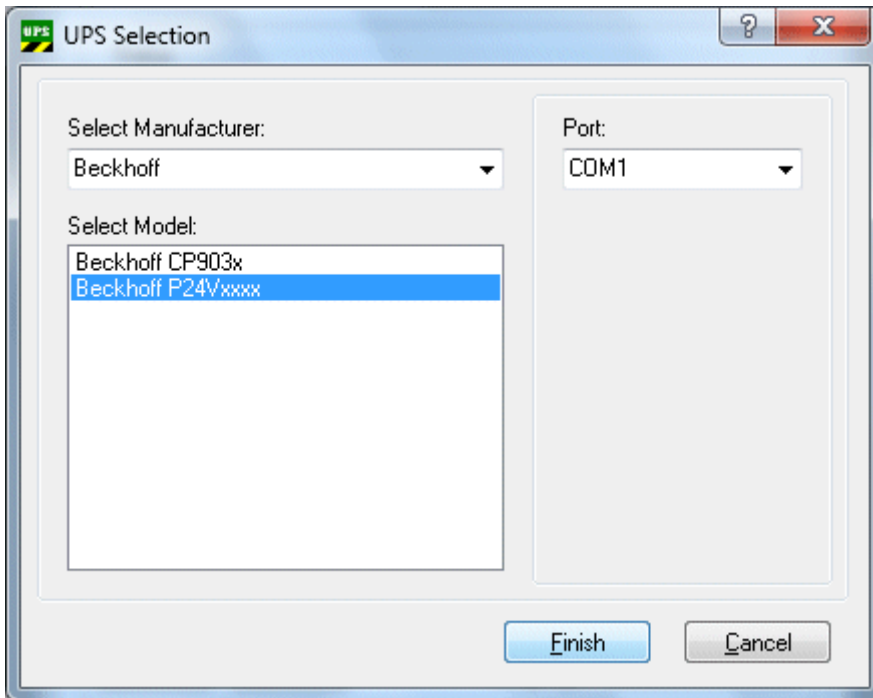 UPS UPS Selection ?
Select Manufacturer:
Beckhoff
Select Model:
Beckhoff CP903x
Beckhoff P24Vxxxx
Port:
COM1
Finish
Cancel